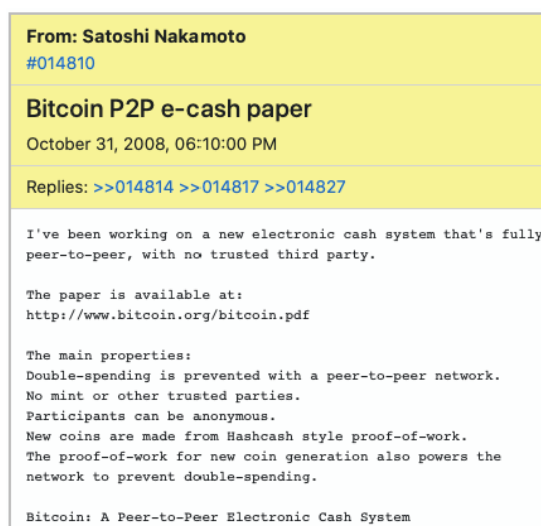 From: Satoshi Nakamoto
#014810
Bitcoin P2P e-cash paper
October 31, 2008, 06:10:00 PM
Replies: >>014814 >>014817 >>014827
I've been working on a new electronic cash system that's fully
peer-to-peer, with no trusted third party.
The paper is available at:
http://www.bitcoin.org/bitcoin.pdf
The main properties:
Double-spending is prevented with a peer-to-peer network.
No mint or other trusted parties.
Participants can be anonymous.
New coins are made from Hashcash style proof-of-work.
The proof-of-work for new coin generation also powers the
network to prevent double-spending.
Bitcoin: A Peer-to-Peer Electronic Cash System